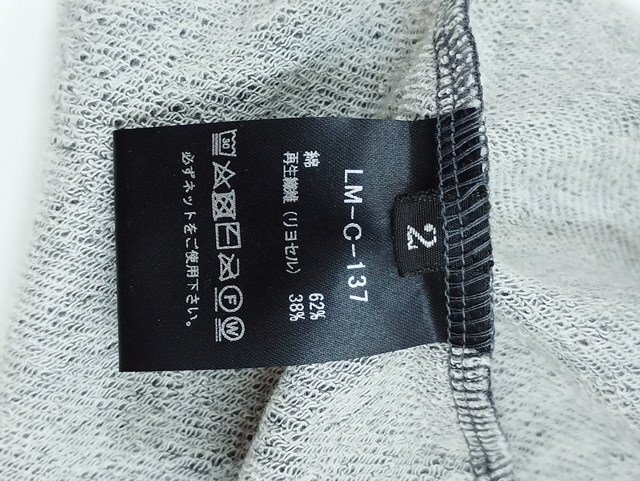 2
LM-C-137
綿 62%
再生繊維（リヨセル） 38%
30
F W
必ずネットをご使用下さい。